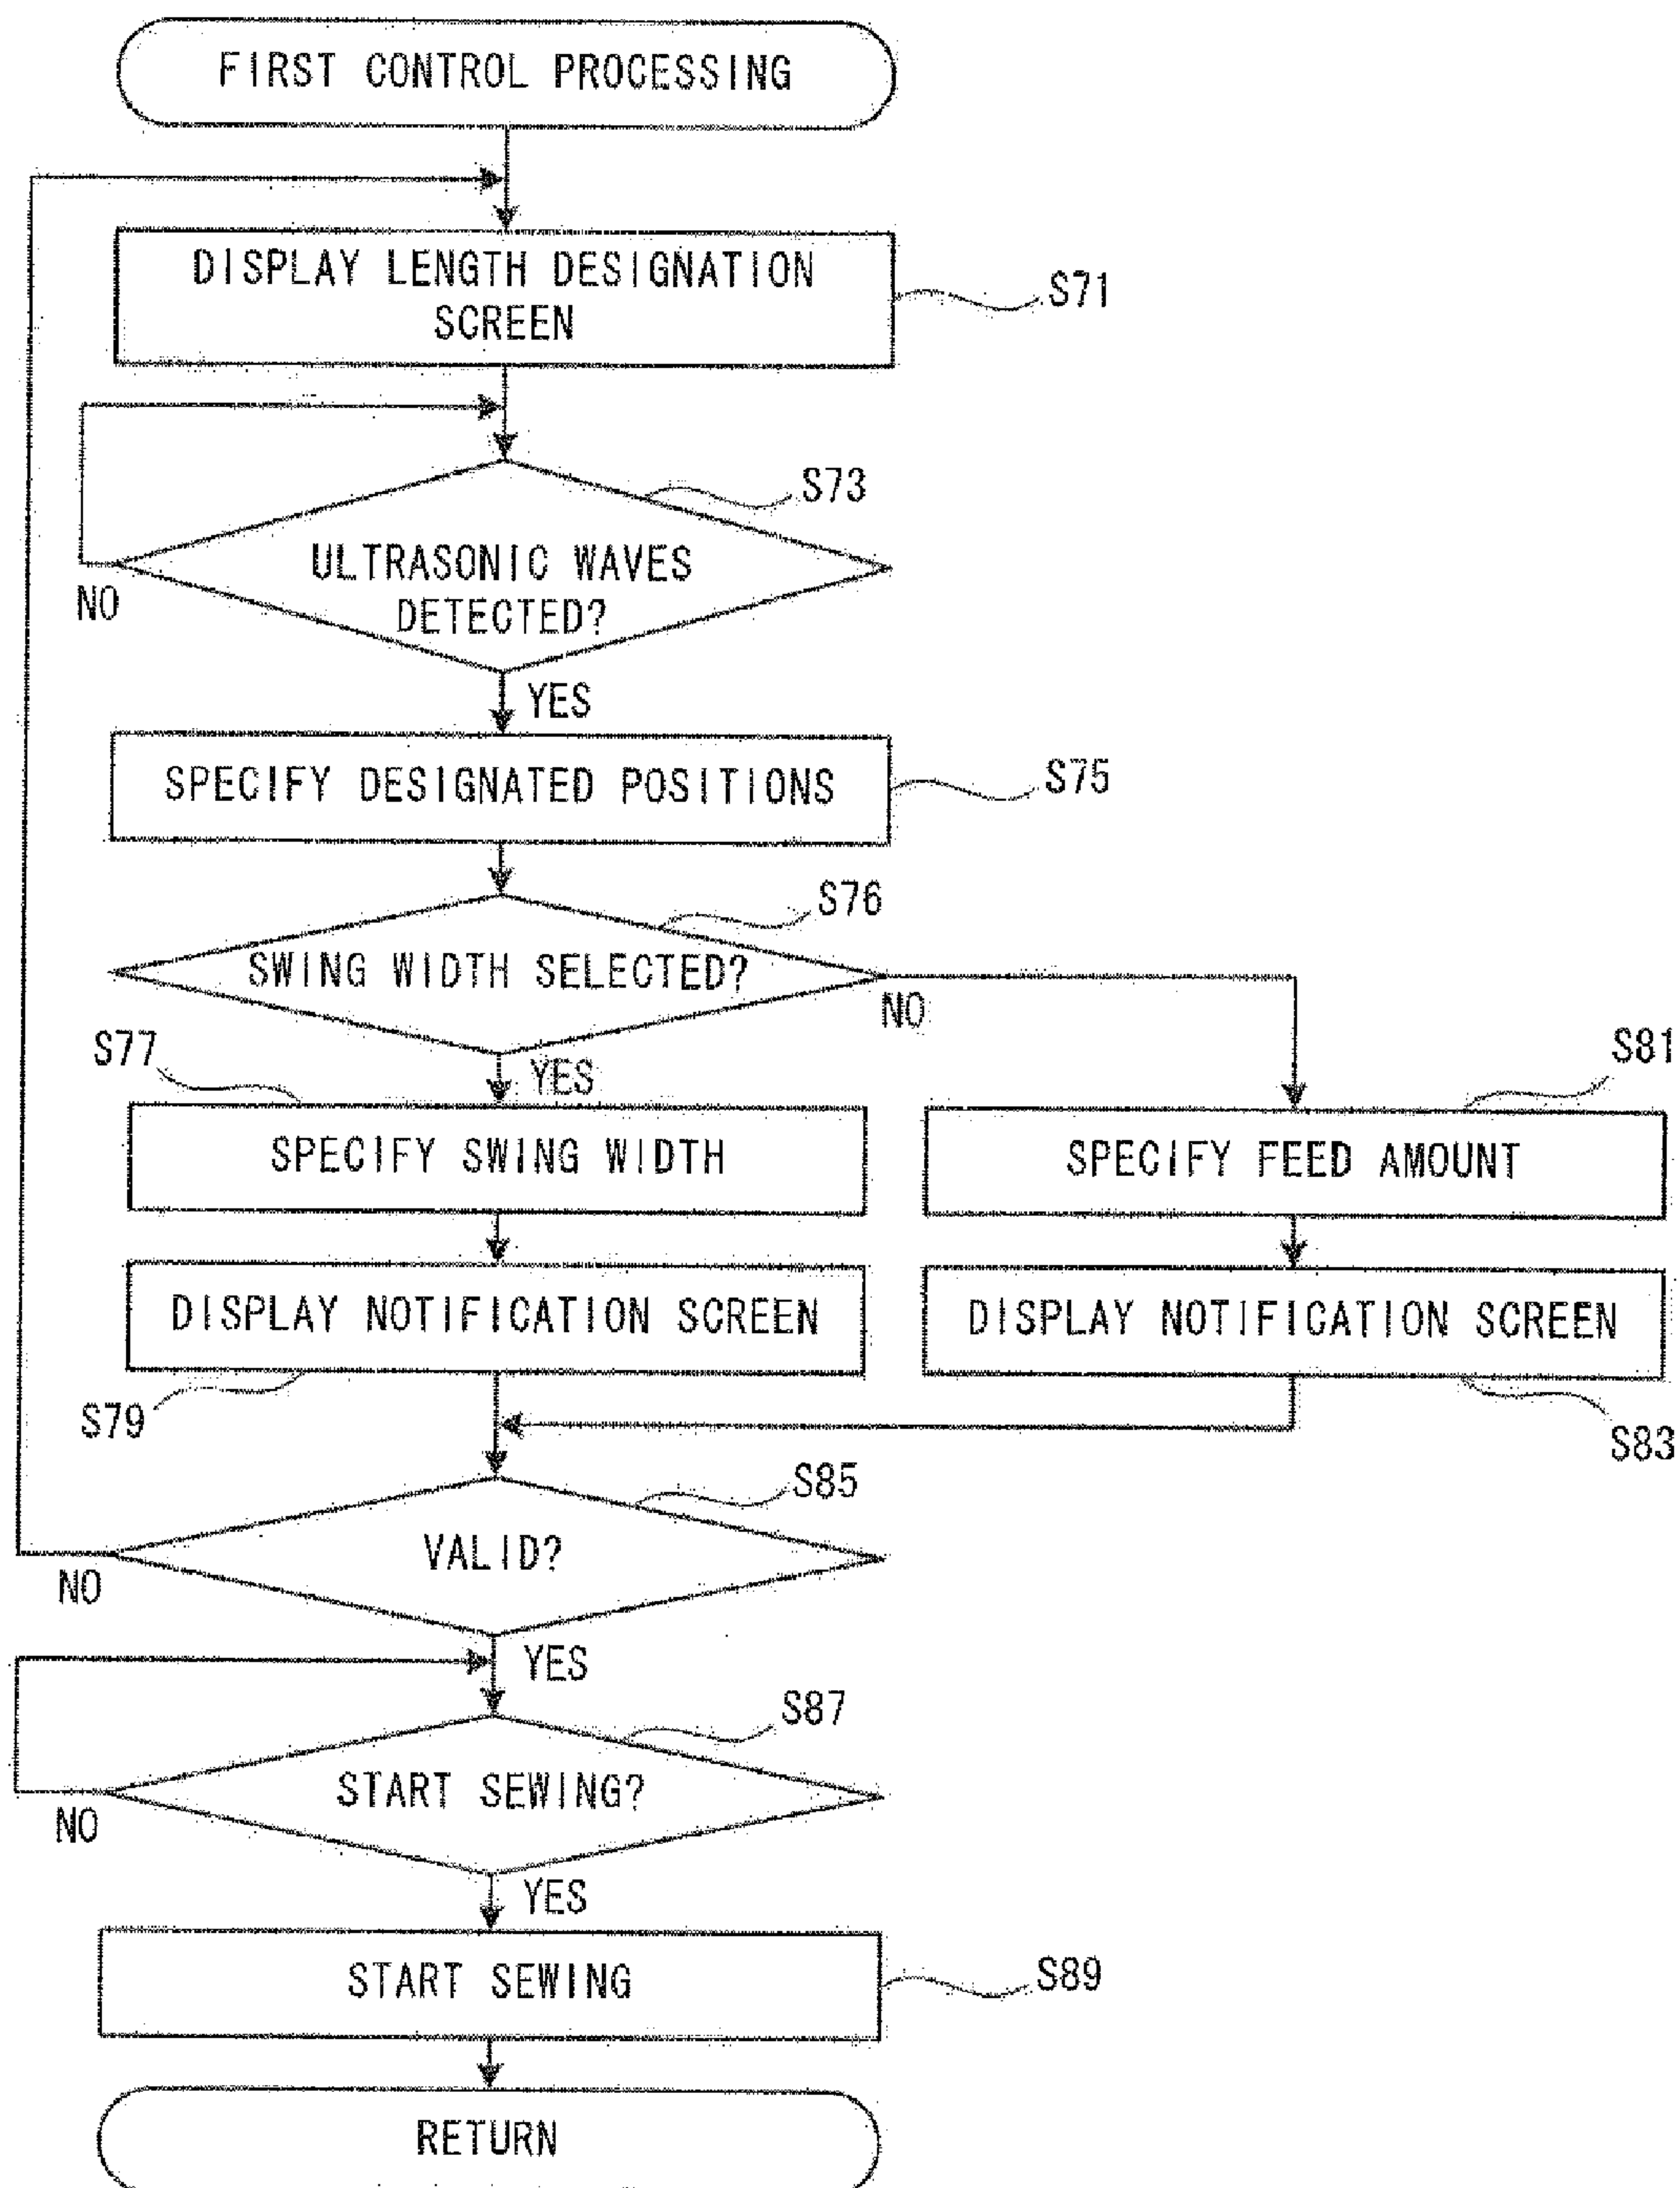 FIRST CONTROL PROCESSING
DISPLAY LENGTH DESIGNATION
SCREEN
S71
S73
ULTRASONIC WAVES
DETECTED?
NO
YES
SPECIFY DESIGNATED POSITIONS
S75
S76
SWING WIDTH SELECTED?
NO
YES
S77
S81
SPECIFY SWING WIDTH
SPECIFY FEED AMOUNT
DISPLAY NOTIFICATION SCREEN
DISPLAY NOTIFICATION SCREEN
S79
S83
S85
VALID?
NO
YES
S87
START SEWING?
NO
YES
START SEWING
S89
RETURN